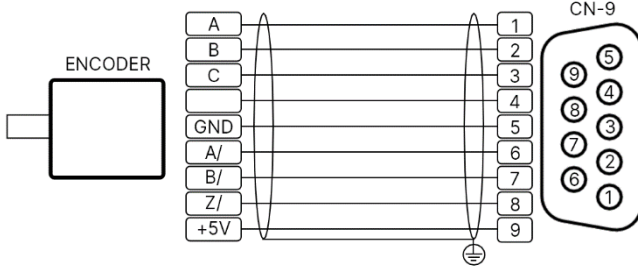 CN-9
ENCODER
A 1
B 2
C 3
4
GND 5
A/ 6
B/ 7
Z/ 8
+5V 9
5
9
4
8
3
7
2
6
1